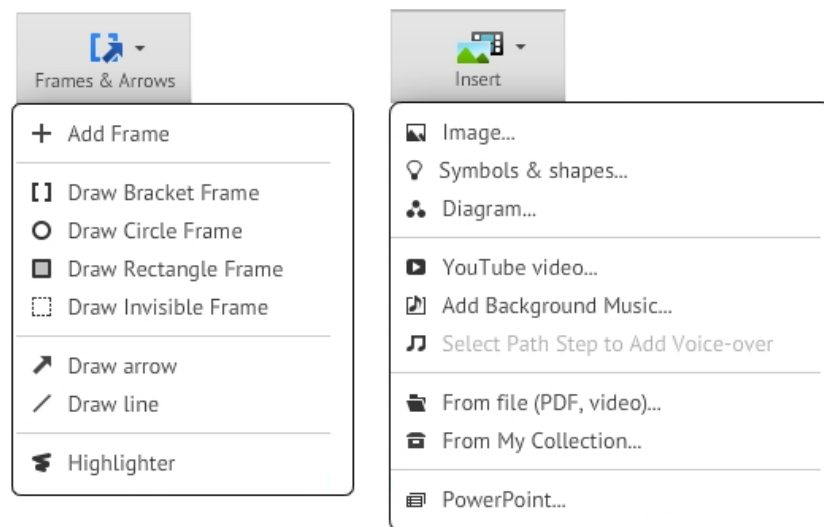 Frames & Arrows
Add Frame
Draw Bracket Frame
Draw Circle Frame
Draw Rectangle Frame
Draw Invisible Frame
Draw arrow
Draw line
Highlighter
Insert
Image...
Symbols & shapes...
Diagram...
YouTube video...
Add Background Music...
Select Path Step to Add Voice-over
From file (PDF, video)...
From My Collection...
PowerPoint...